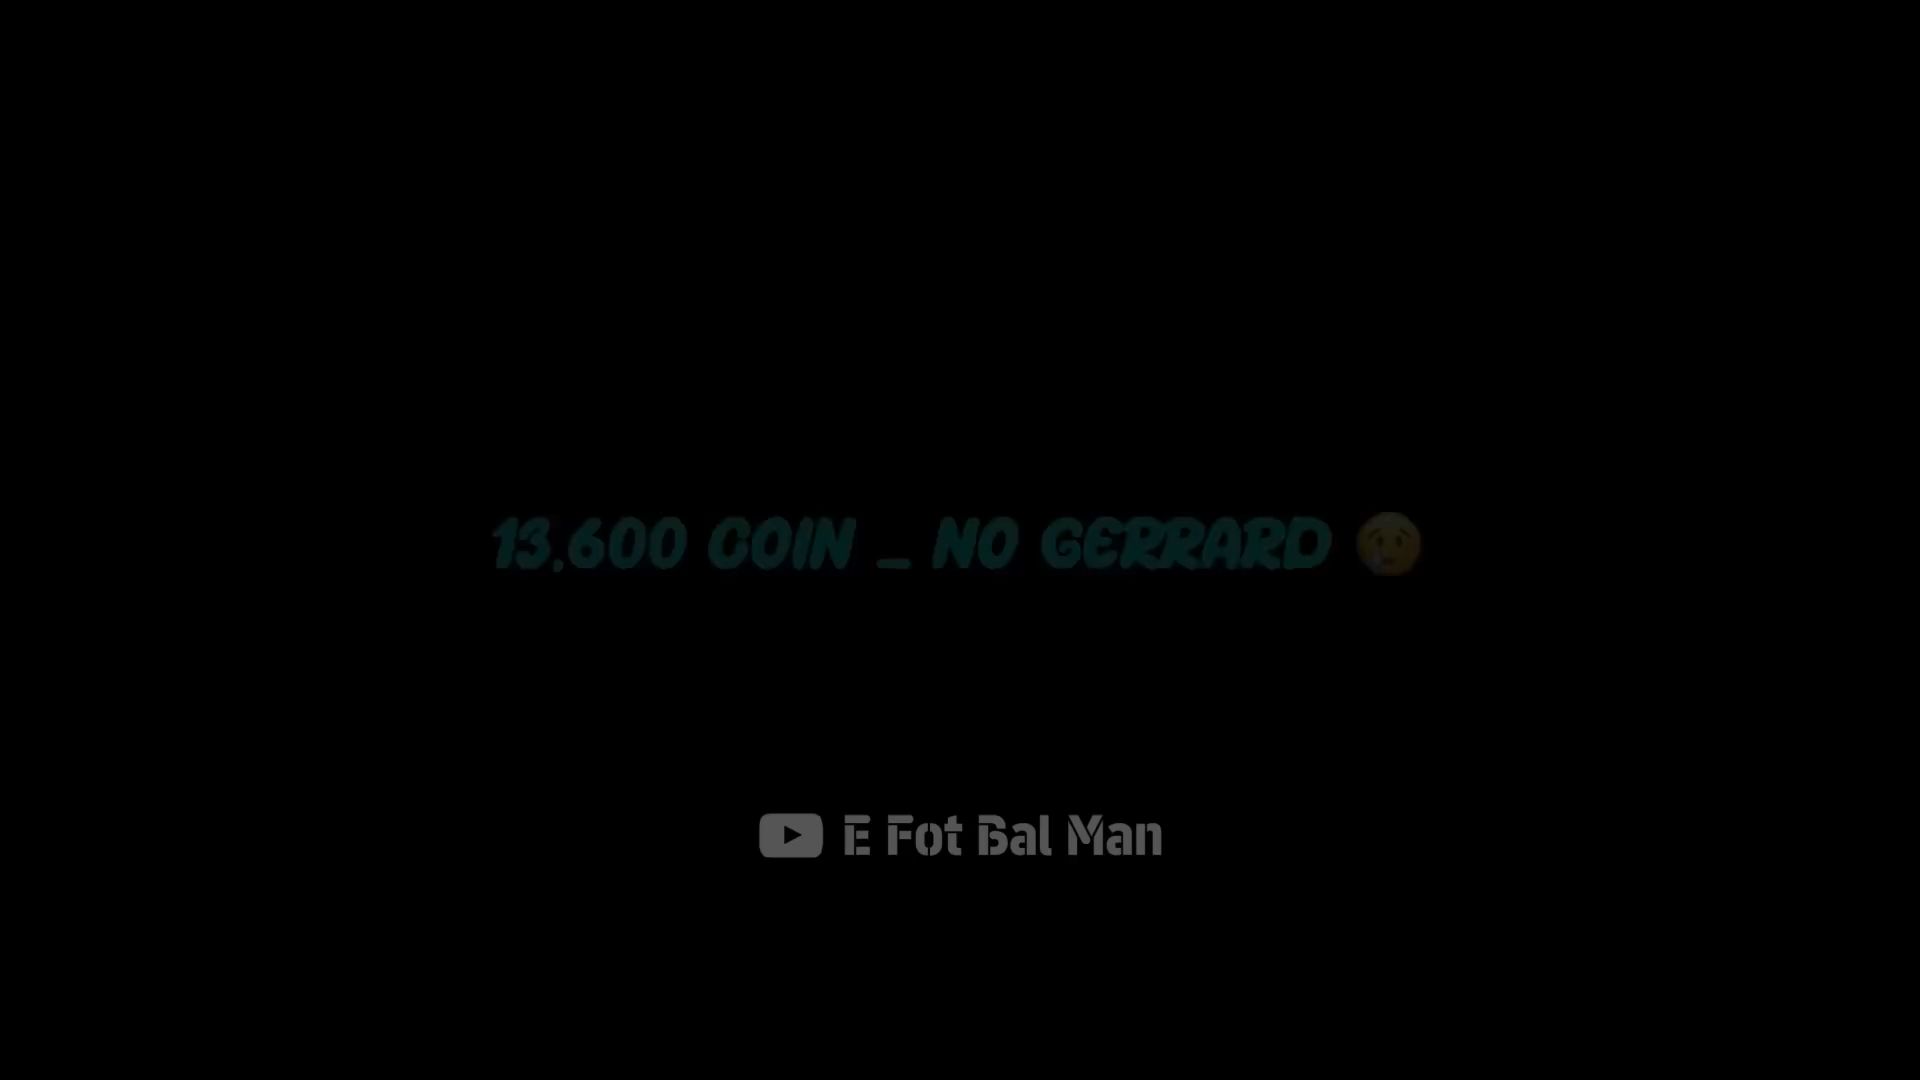 13,600 COIN _ NO GERRARD 😢
E Fot Bal Man